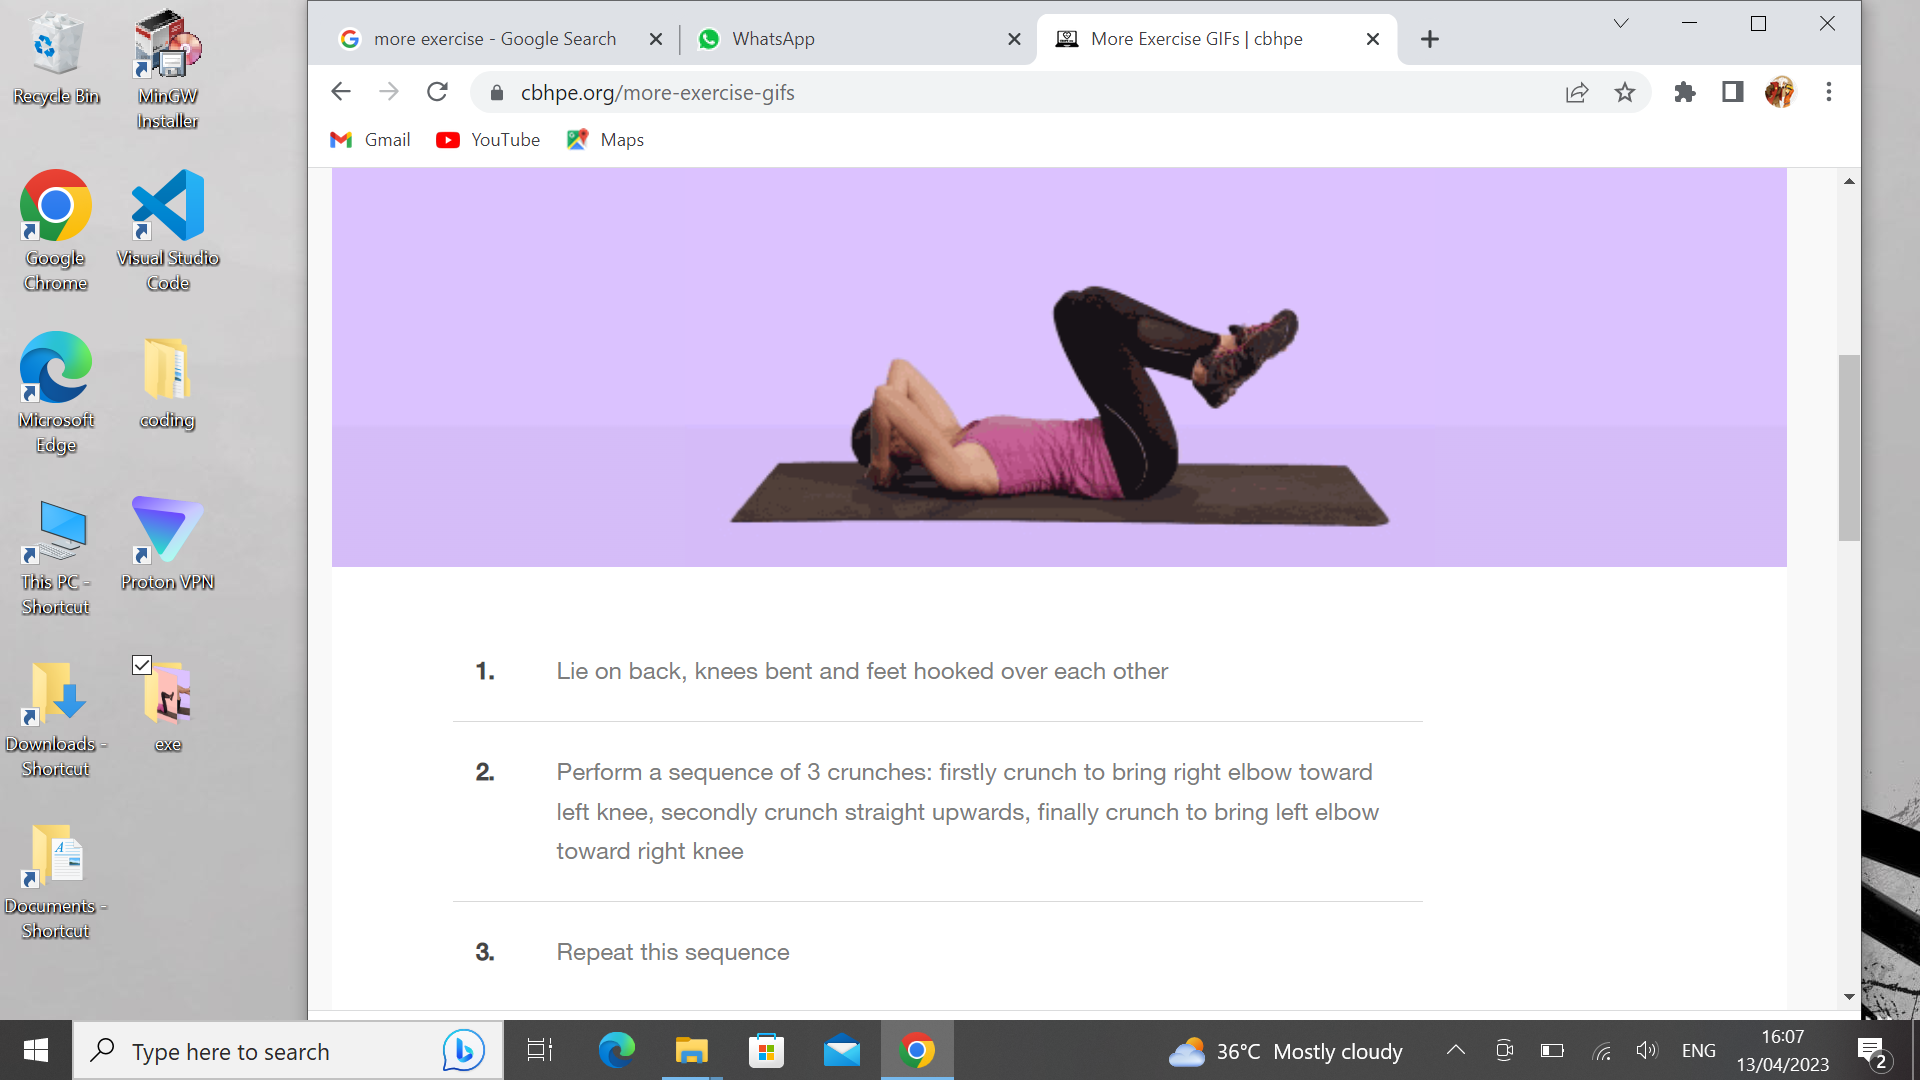 Recycle Bin
MinGW
Installer
Google
Chrome
Visual Studio
Code
Microsoft
Edge
coding
This PC -
Shortcut
Proton VPN
Downloads -
Shortcut
exe
Documents -
Shortcut
more exercise - Google Search
WhatsApp
More Exercise GIFs | cbhpe
cbhpe.org/more-exercise-gifs
Gmail
YouTube
Maps
1. Lie on back, knees bent and feet hooked over each other
2. Perform a sequence of 3 crunches: firstly crunch to bring right elbow toward
left knee, secondly crunch straight upwards, finally crunch to bring left elbow
toward right knee
3. Repeat this sequence
Type here to search
36°C Mostly cloudy
ENG
16:07
13/04/2023
2